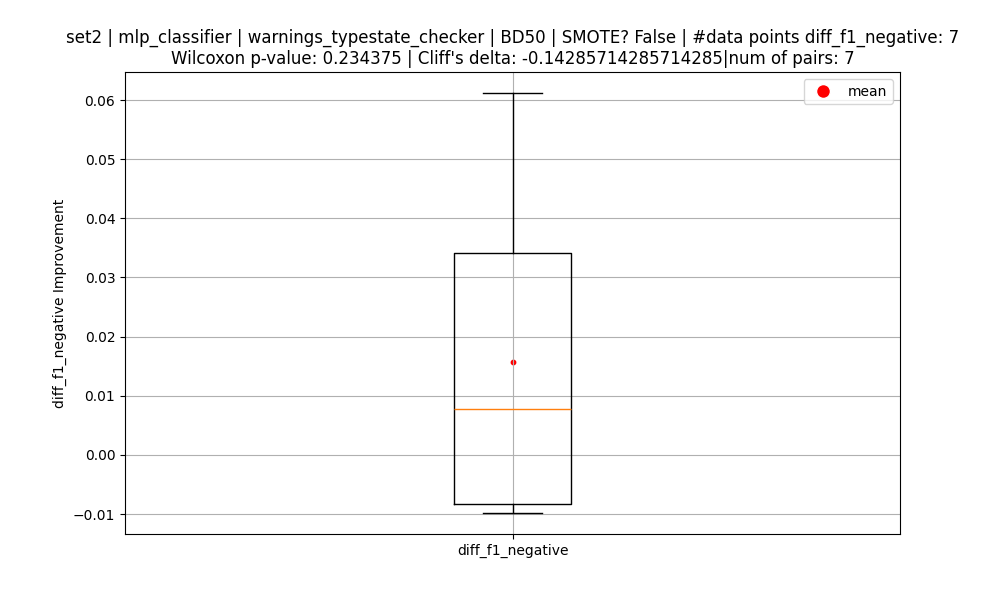 set2 | mlp_classifier | warnings_typestate_checker | BD50 | SMOTE? False | #data points diff_f1_negative: 7
Wilcoxon p-value: 0.234375 | Cliff's delta: -0.14285714285714285|num of pairs: 7
mean
0.06
0.05
0.04
0.03
0.02
0.01
0.00
−0.01
diff_f1_negative Improvement
diff_f1_negative